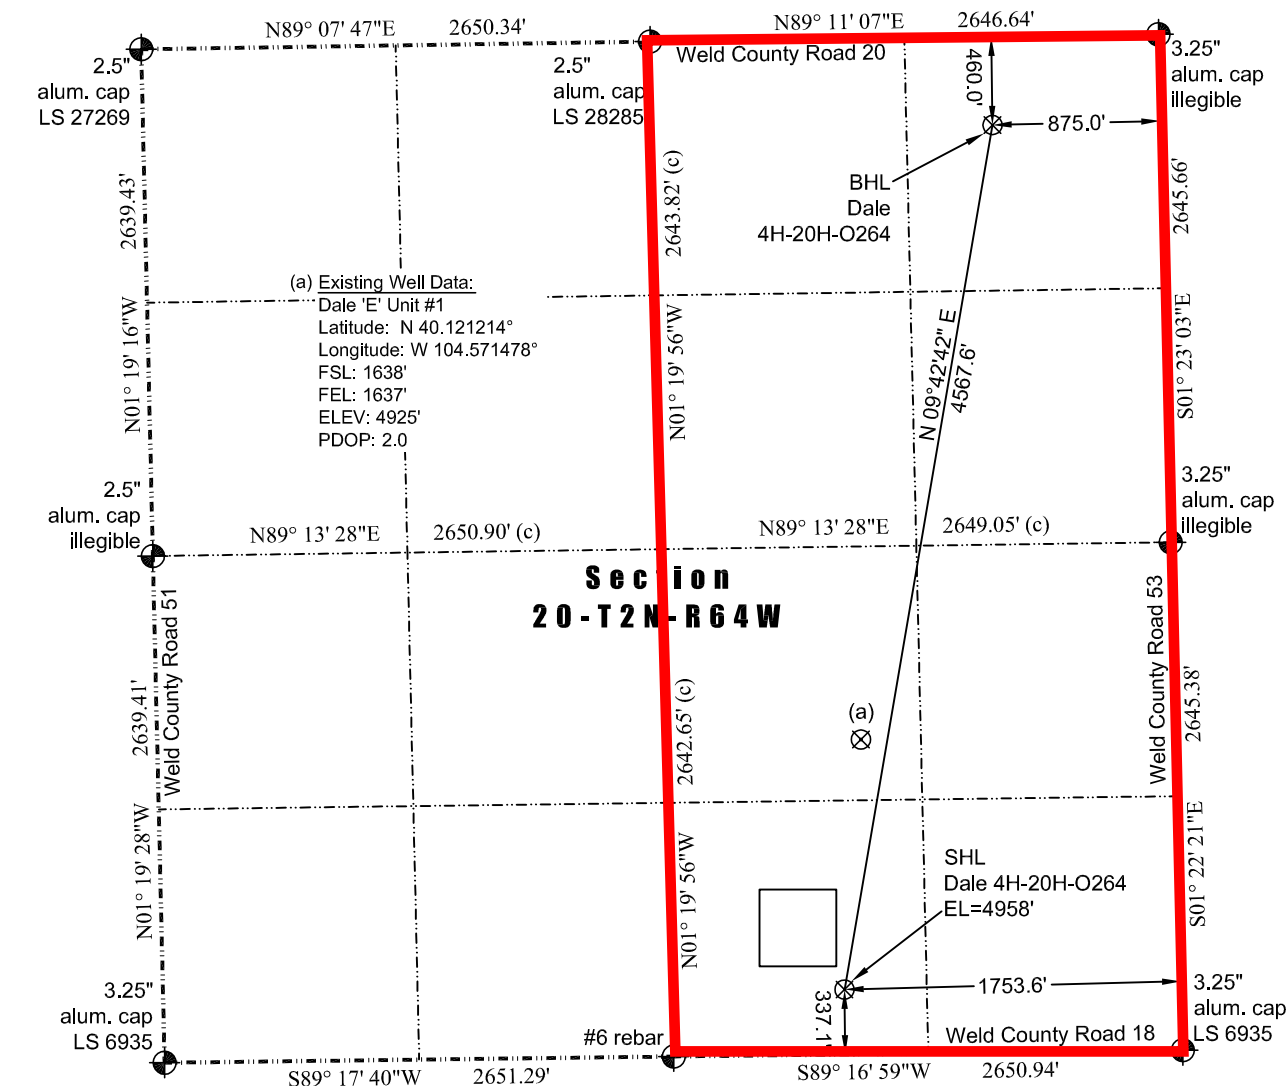 N89° 07' 47"E 2650.34'
N89° 11' 07"E 2646.64'
2.5"
alum. cap
LS 27269
2.5"
alum. cap
LS 28285
Weld County Road 20
460.0'
875.0'
3.25"
alum. cap
illegible
BHL
Dale
4H-20H-O264
2639.43'
N01° 19' 16"W
2643.82' (c)
N01° 19' 56"W
2645.66'
S01° 23' 03"E
(a) Existing Well Data:
Dale 'E' Unit #1
Latitude: N 40.121214°
Longitude: W 104.571478°
FSL: 1638'
FEL: 1637'
ELEV: 4925'
PDOP: 2.0
N 09°42'42" E
4567.6'
2.5"
alum. cap
illegible
N89° 13' 28"E 2650.90' (c)
N89° 13' 28"E 2649.05' (c)
3.25"
alum. cap
illegible
Section
20-T2N-R64W
Weld County Road 51
2639.41'
N01° 19' 28"W
2642.65' (c)
N01° 19' 56"W
(a)
Weld County Road 53
2645.38'
S01° 22' 21"E
SHL
Dale 4H-20H-O264
EL=4958'
1753.6'
337.1'
3.25"
alum. cap
LS 6935
#6 rebar
Weld County Road 18
3.25"
alum. cap
LS 6935
S89° 17' 40"W 2651.29'
S89° 16' 59"W 2650.94'